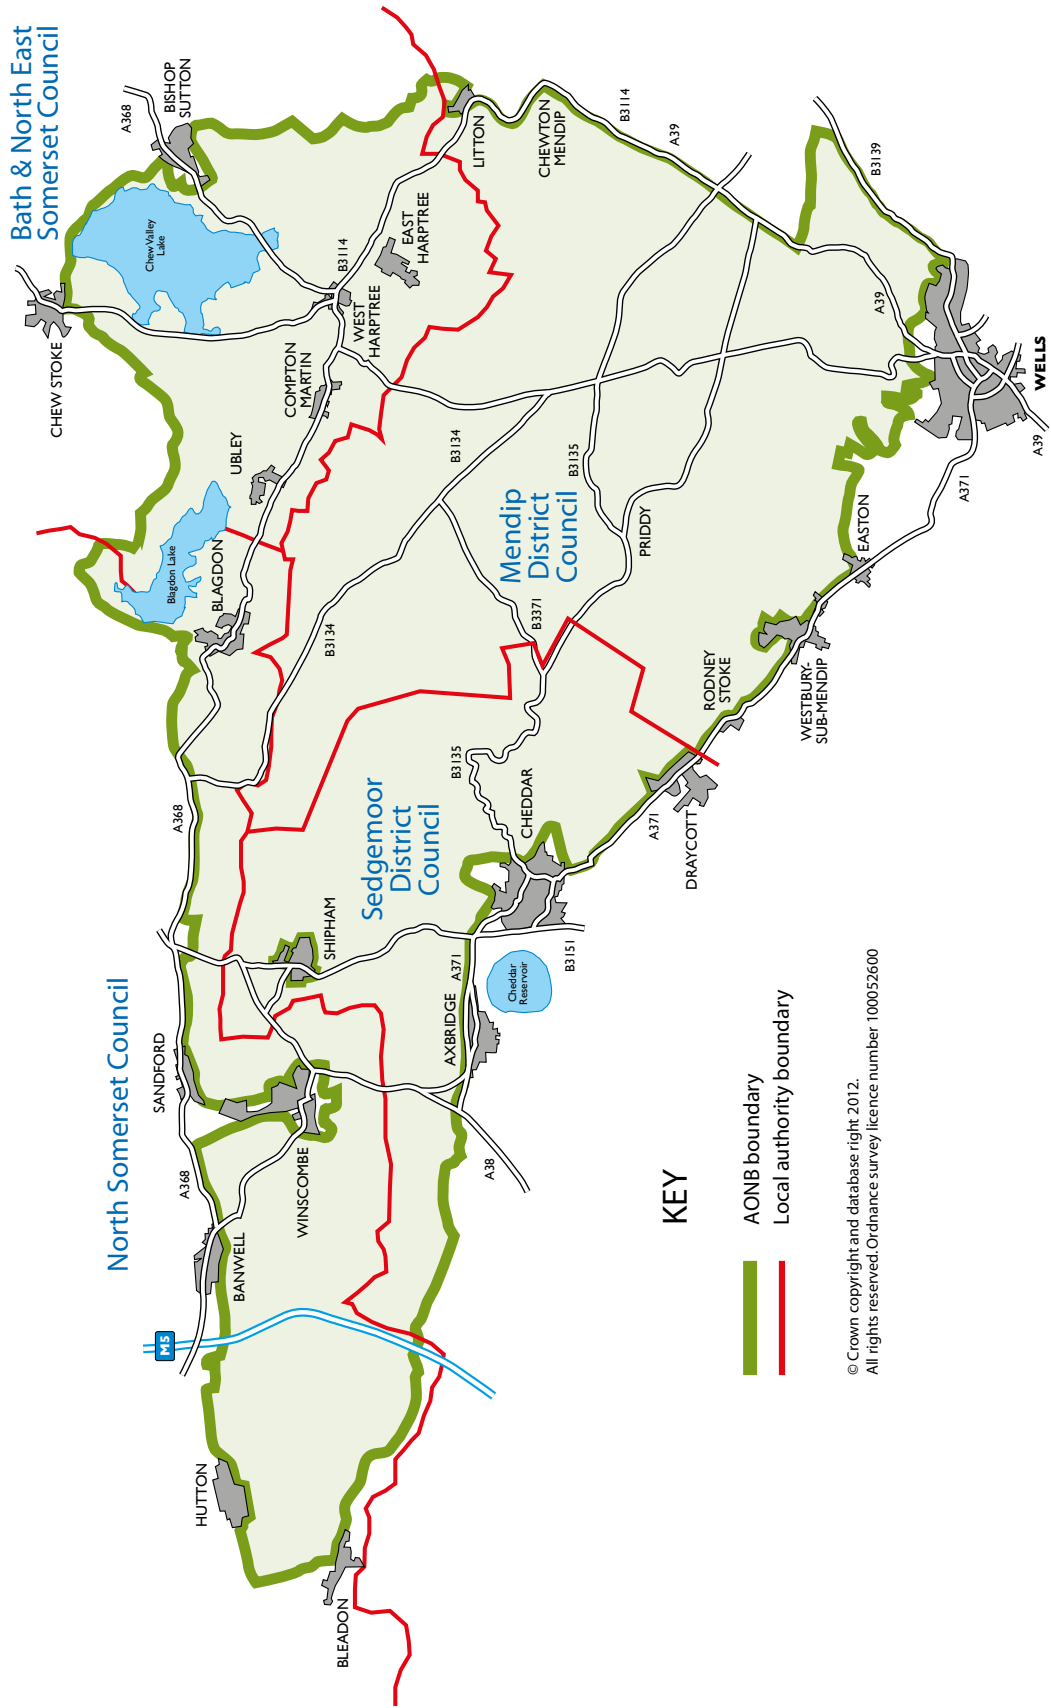 Bath & North East
Somerset Council
A368
BISHOP
SUTTON
Chew Valley
Lake
CHEW STOKE
B3114
EAST
HARPTREE
WEST
HARPTREE
LITTON
CHEWTON
MENDIP
B3114
A39
B3139
COMPTON
MARTIN
UBLEY
Blagdon Lake
BLAGDON
B3134
B3134
B3135
Mendip
District
Council
PRIDDY
B3371
A39
WELLS
A39
A371
EASTON
WESTBURY-
SUB-MENDIP
RODNEY
STOKE
A371
DRAYCOTT
B3135
CHEDDAR
Sedgemoor
District
Council
A368
SHIPHAM
A371
B3151
Cheddar
Reservoir
AXBRIDGE
North Somerset Council
SANDFORD
A368
WINSCOMBE
A38
BANWELL
M5
HUTTON
BLEADON
KEY
AONB boundary
Local authority boundary
© Crown copyright and database right 2012.
All rights reserved. Ordnance survey licence number 100052600